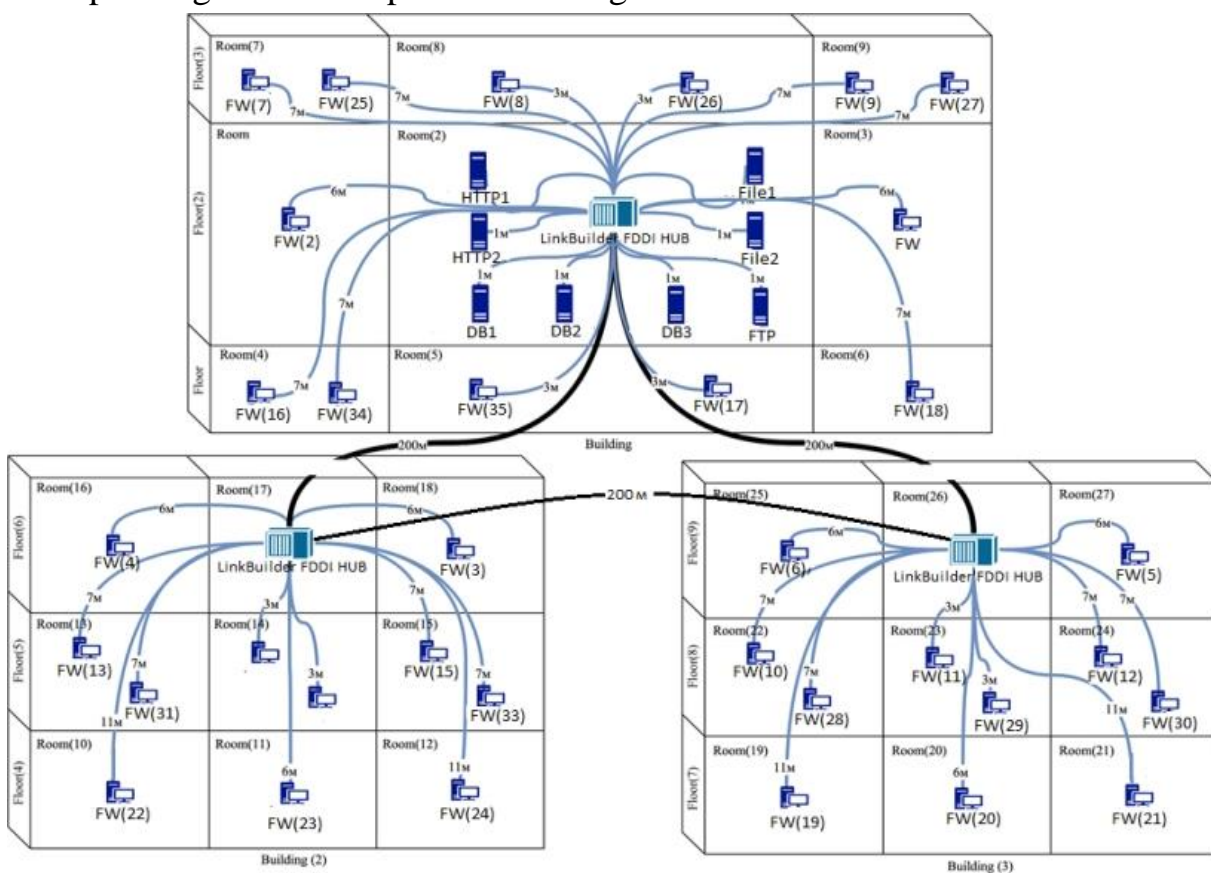 Floor(3)
Room(7)
Room(8)
Room(9)
FW(7)
FW(25)
FW(8)
FW(26)
FW(9)
FW(27)
7м
7м
3м
3м
7м
7м
Floor(2)
Room
Room(2)
Room(3)
HTTP1
File1
6м
6м
FW(2)
FW
HTTP2
1м
1м
File2
LinkBuilder FDDI HUB
1м
1м
1м
1м
DB1
DB2
DB3
FTP
7м
7м
Floor
Room(4)
Room(5)
Room(6)
7м
3м
3м
FW(16)
FW(34)
FW(35)
FW(17)
FW(18)
Building
200м
200м
200 м
Floor(6)
Room(16)
Room(17)
Room(18)
6м
6м
FW(4)
FW(3)
LinkBuilder FDDI HUB
7м
3м
7м
Floor(5)
Room(13)
Room(14)
Room(15)
FW(13)
FW(15)
7м
3м
7м
FW(31)
FW(33)
11м
Floor(4)
Room(10)
Room(11)
Room(12)
6м
11м
FW(22)
FW(23)
FW(24)
Building (2)
Floor(9)
Room(25)
Room(26)
Room(27)
6м
6м
FW(6)
FW(5)
LinkBuilder FDDI HUB
7м
3м
7м
7м
Floor(8)
Room(22)
Room(23)
Room(24)
FW(10)
FW(11)
FW(12)
7м
3м
11м
FW(28)
FW(29)
FW(30)
Floor(7)
Room(19)
Room(20)
Room(21)
11м
6м
FW(19)
FW(20)
FW(21)
Building (3)